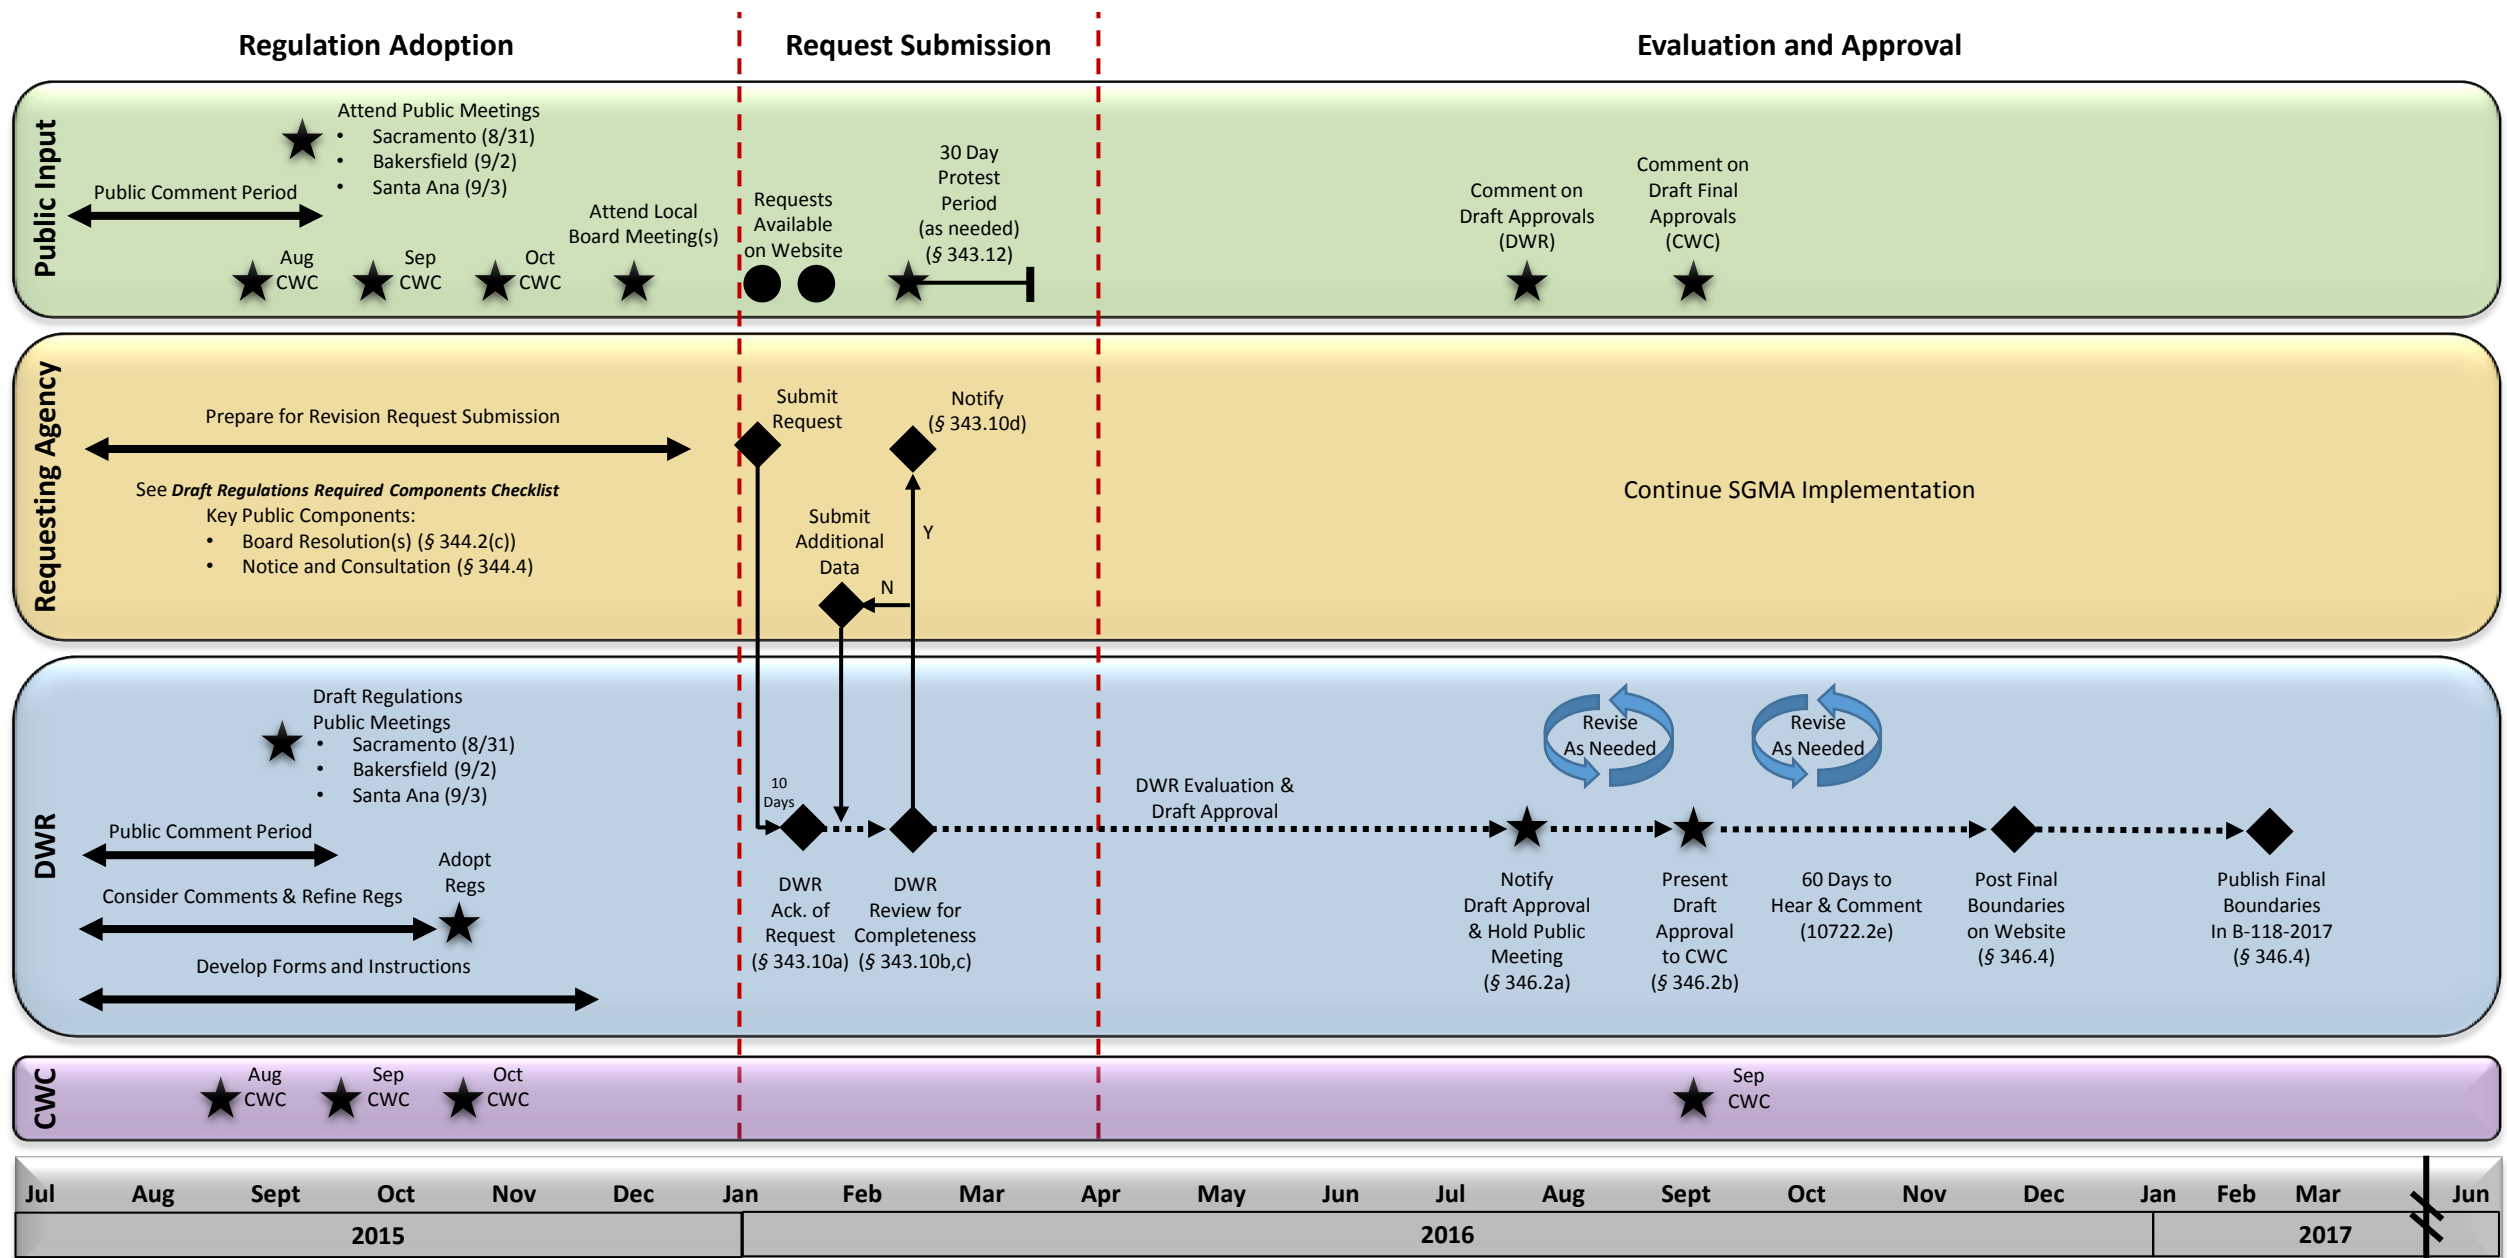 Regulation Adoption
Request Submission
Evaluation and Approval
Public Input
Attend Public Meetings
• Sacramento (8/31)
• Bakersfield (9/2)
• Santa Ana (9/3)
Public Comment Period
Aug
CWC
Sep
CWC
Oct
CWC
Attend Local
Board Meeting(s)
Requests
Available
on Website
30 Day
Protest
Period
(as needed)
(§ 343.12)
Comment on
Draft Approvals
(DWR)
Comment on
Draft Final
Approvals
(CWC)
Requesting Agency
Prepare for Revision Request Submission
See Draft Regulations Required Components Checklist
Key Public Components:
• Board Resolution(s) (§ 344.2(c))
• Notice and Consultation (§ 344.4)
Submit
Request
Notify
(§ 343.10d)
Submit
Additional
Data
N
Y
Continue SGMA Implementation
DWR
Draft Regulations
Public Meetings
• Sacramento (8/31)
• Bakersfield (9/2)
• Santa Ana (9/3)
Public Comment Period
Consider Comments & Refine Regs
Adopt
Regs
Develop Forms and Instructions
10
Days
DWR
Ack. of
Request
(§ 343.10a)
DWR
Review for
Completeness
(§ 343.10b,c)
DWR Evaluation &
Draft Approval
Revise
As Needed
Revise
As Needed
Notify
Draft Approval
& Hold Public
Meeting
(§ 346.2a)
Present
Draft
Approval
to CWC
(§ 346.2b)
60 Days to
Hear & Comment
(10722.2e)
Post Final
Boundaries
on Website
(§ 346.4)
Publish Final
Boundaries
In B-118-2017
(§ 346.4)
CWC
Aug
CWC
Sep
CWC
Oct
CWC
Sep
CWC
Jul Aug Sept Oct Nov Dec Jan Feb Mar Apr May Jun Jul Aug Sept Oct Nov Dec Jan Feb Mar Jun
2015 2016 2017